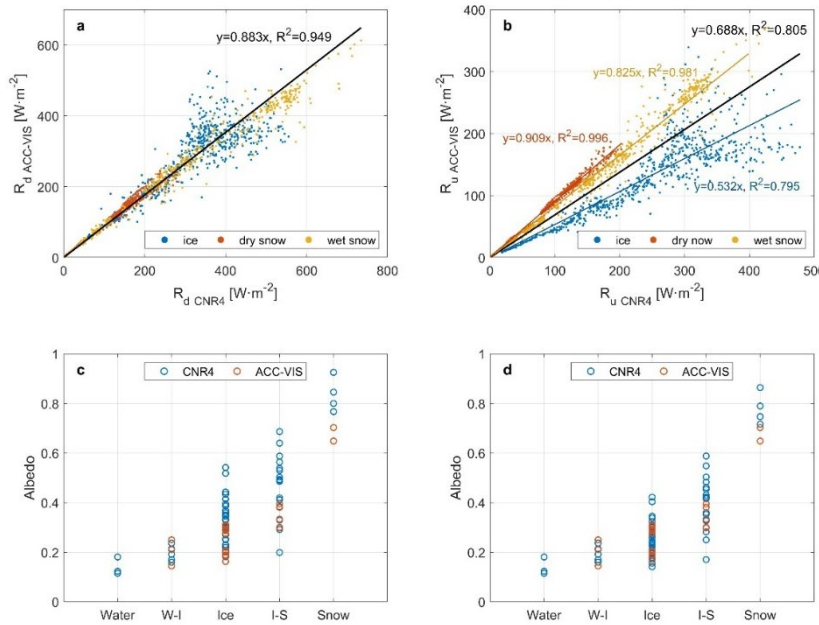 a
y=0.883x, R²=0.949
600
400
200
0
R_d ACC-VIS [W·m⁻²]
ice dry snow wet snow
0 200 400 600 800
R_d CNR4 [W·m⁻²]
b
y=0.688x, R²=0.805
y=0.825x, R²=0.981
y=0.909x, R²=0.996
y=0.532x, R²=0.795
400
300
200
100
0
R_u ACC-VIS [W·m⁻²]
ice dry now wet snow
0 100 200 300 400 500
R_u CNR4 [W·m⁻²]
c
CNR4 ACC-VIS
1
0.8
0.6
0.4
0.2
0
Albedo
Water W-I Ice I-S Snow
d
CNR4 ACC-VIS
1
0.8
0.6
0.4
0.2
0
Albedo
Water W-I Ice I-S Snow